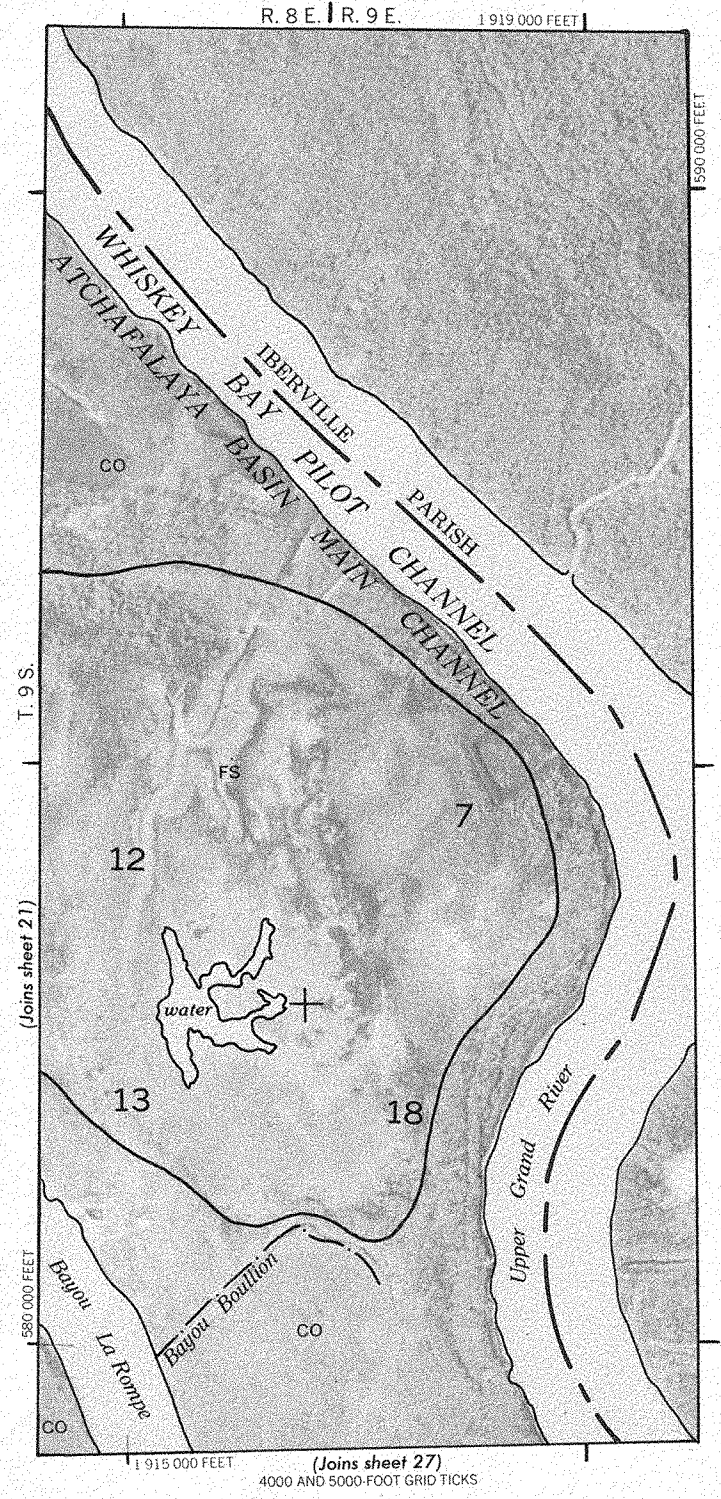 R. 8 E. | R. 9 E.
1 919 000 FEET
590 000 FEET
WHISKEY BAY PILOT CHANNEL
ATCHAFALAYA BASIN MAIN CHANNEL
IBERVILLE PARISH
CO
T. 9 S.
FS
7
12
(Joins sheet 21)
water
13
18
Upper Grand River
580 000 FEET
Bayou La Rompe
Bayou Boullion
CO
CO
1 915 000 FEET
(Joins sheet 27)
4000 AND 5000-FOOT GRID TICKS